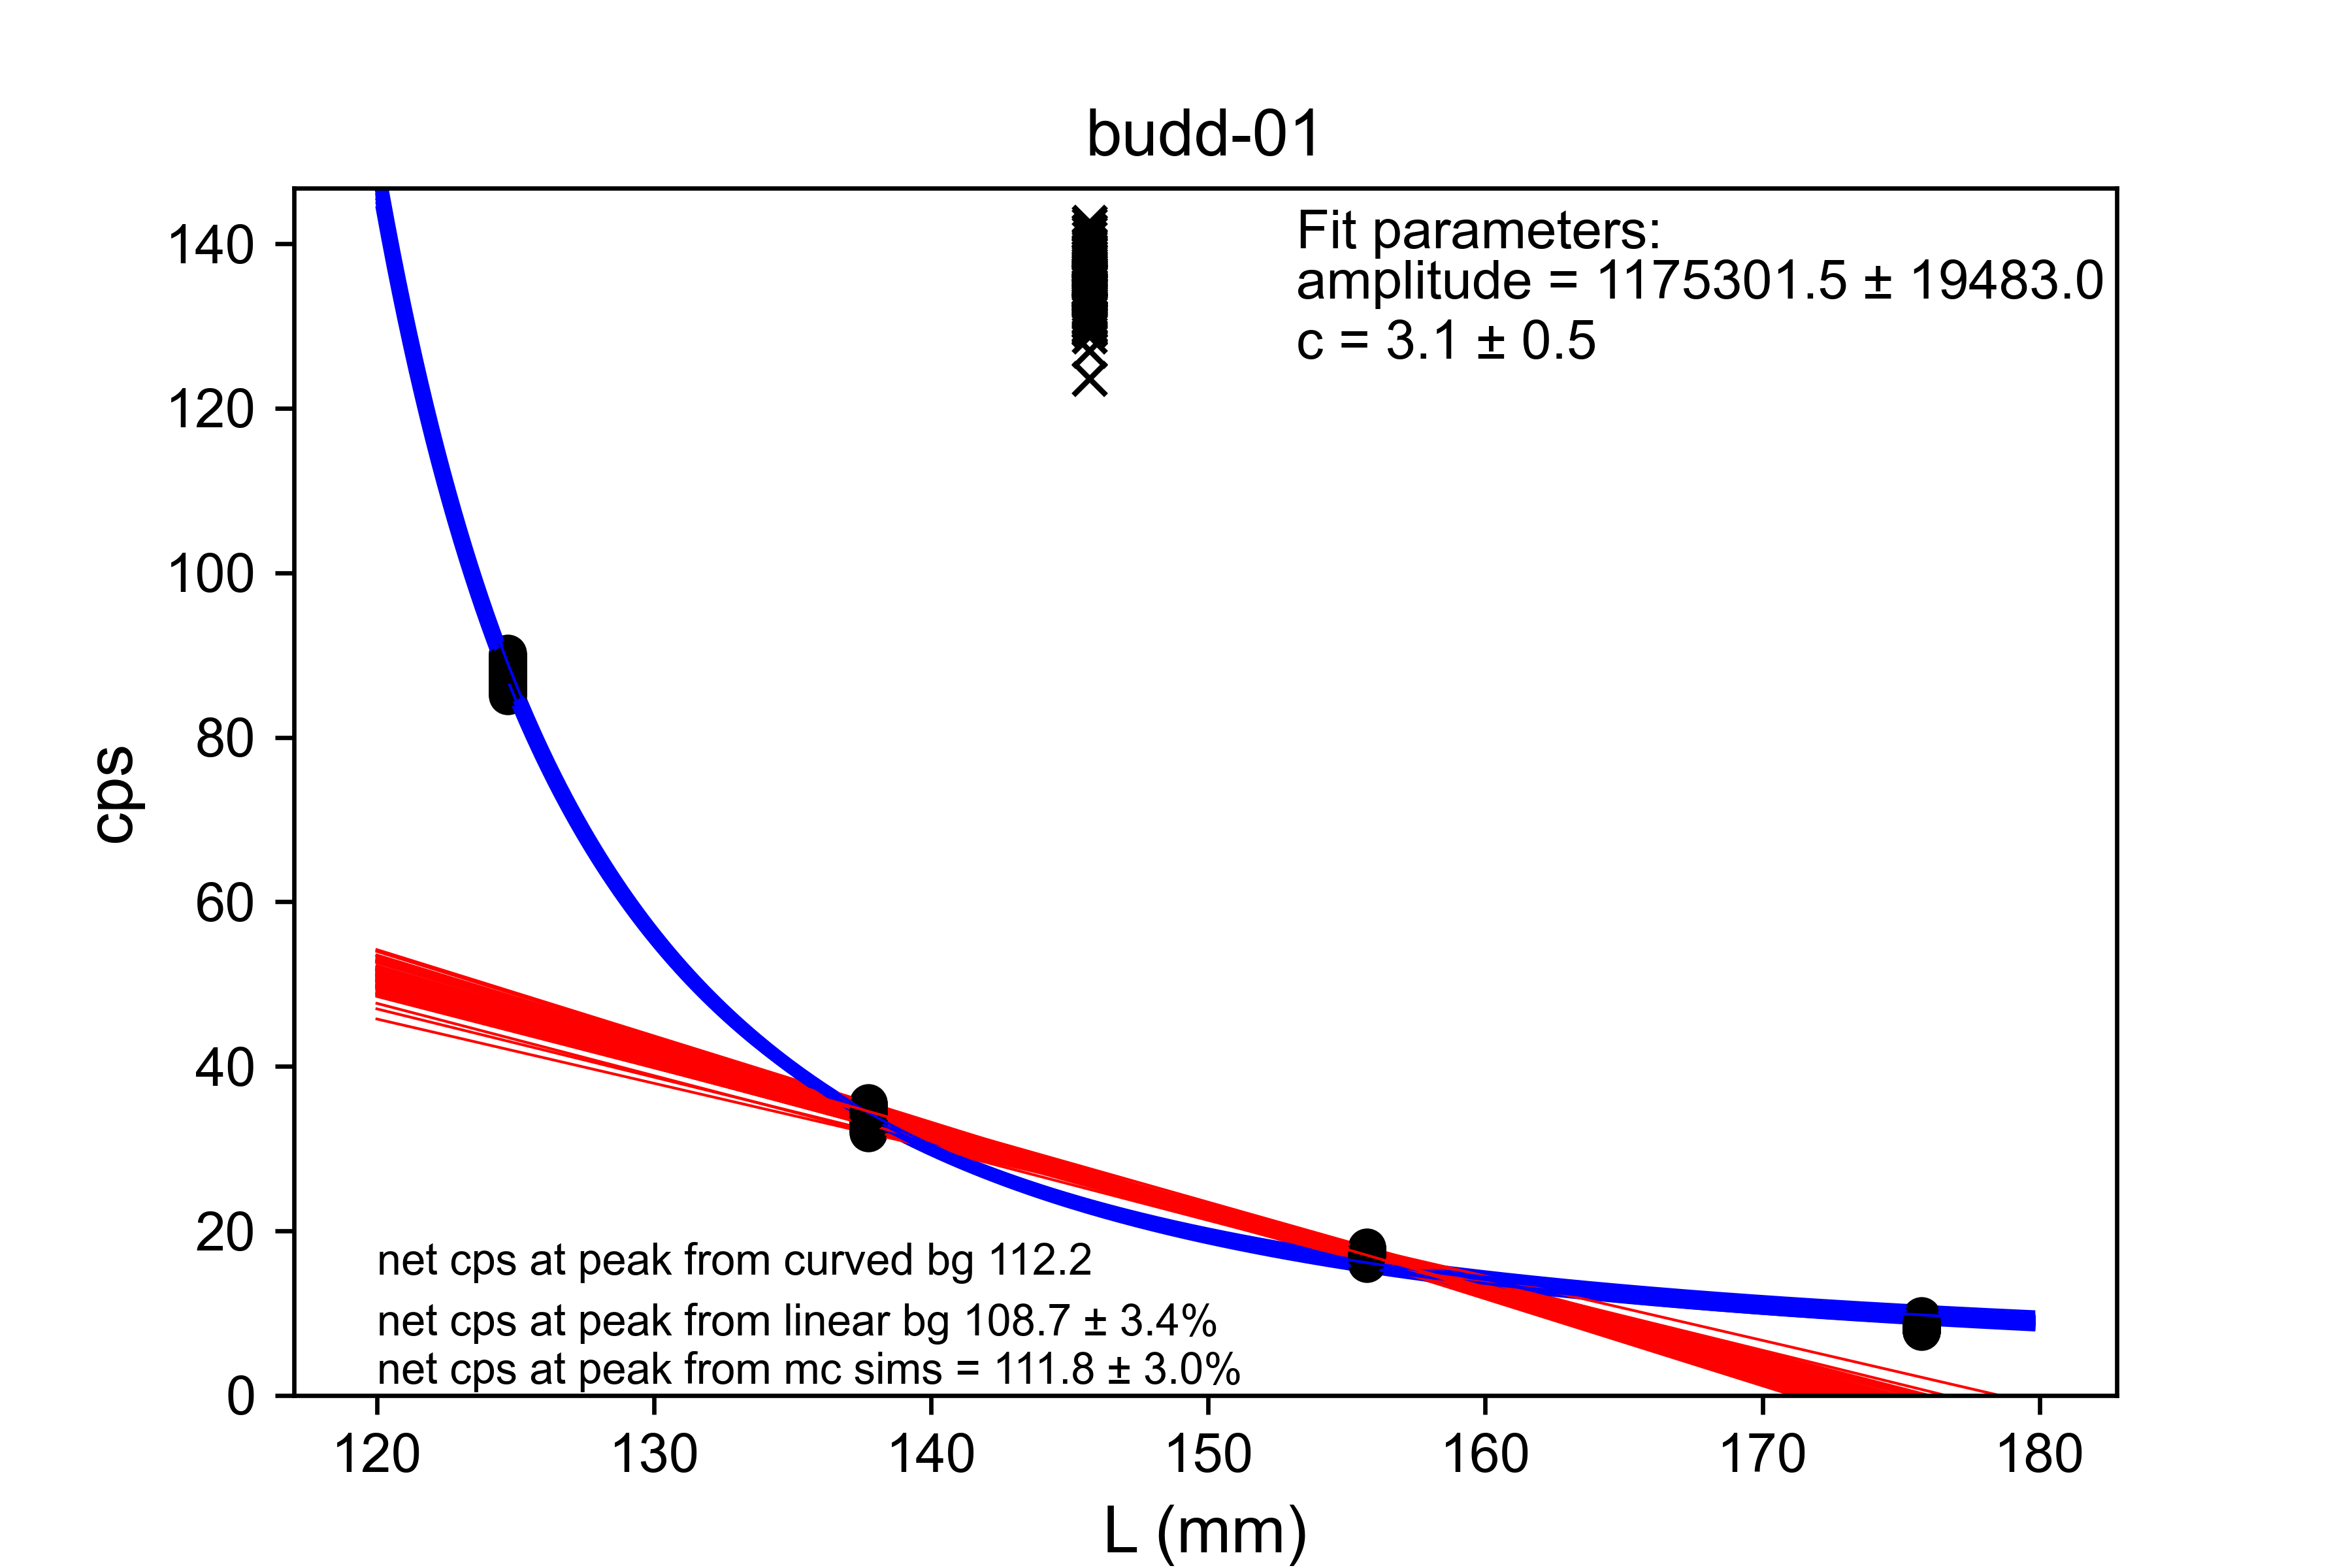 budd-01
Fit parameters:
amplitude = 1175301.5 ± 19483.0
c = 3.1 ± 0.5
140
120
100
80
60
40
20
0
cps
net cps at peak from curved bg 112.2
net cps at peak from linear bg 108.7 ± 3.4%
net cps at peak from mc sims = 111.8 ± 3.0%
120 130 140 150 160 170 180
L (mm)